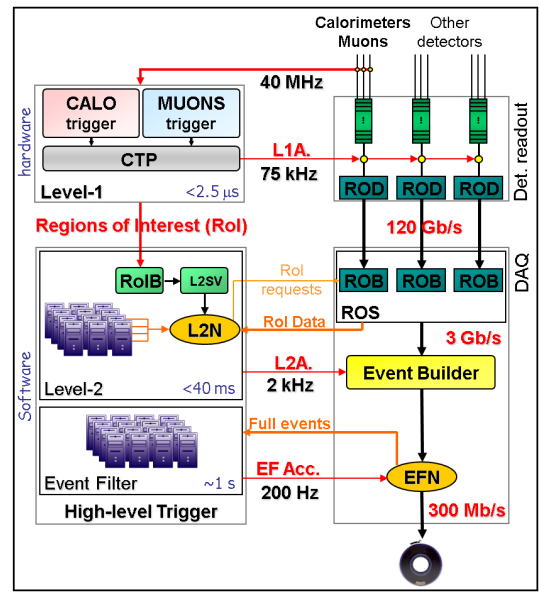 Calorimeters
Muons
Other
detectors
40 MHz
CALO
trigger
MUONS
trigger
CTP
Level-1
<2.5 μs
hardware
L1A.
75 kHz
!
!
!
ROD
ROD
ROD
Det. readout
Regions of Interest (RoI)
120 Gb/s
RoIB
L2SV
L2N
RoI
requests
RoI Data
ROB
ROB
ROB
ROS
DAQ
3 Gb/s
Level-2
<40 ms
Software
L2A.
2 kHz
Event Builder
Full events
Event Filter
~1 s
EF Acc.
200 Hz
EFN
High-level Trigger
300 Mb/s